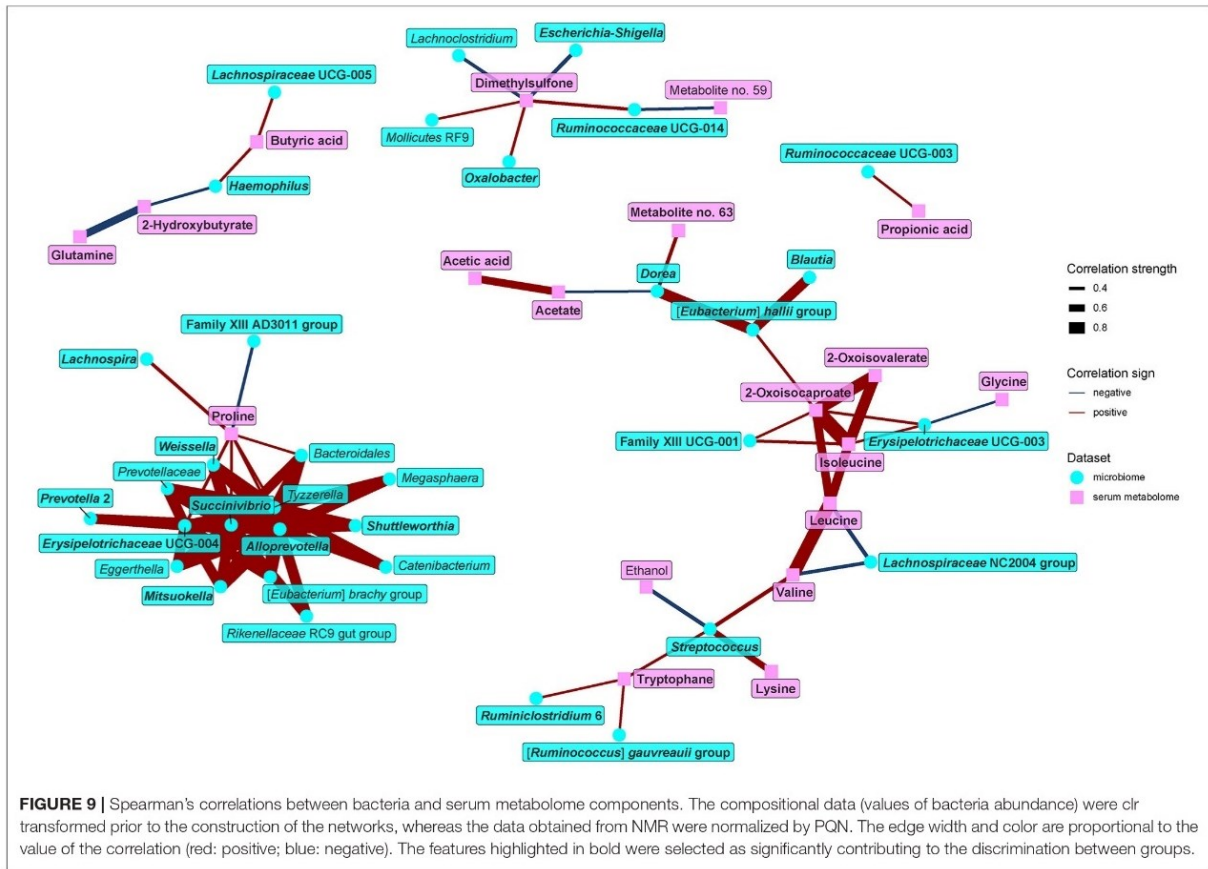 Lachnoclostridium
Escherichia-Shigella
Lachnospiraceae UCG-005
Dimethylsulfone
Metabolite no. 59
Butyric acid
Mollicutes RF9
Ruminococcaceae UCG-014
Ruminococcaceae UCG-003
Oxalobacter
Haemophilus
2-Hydroxybutyrate
Metabolite no. 63
Propionic acid
Glutamine
Blautia
Acetic acid
Dorea
Acetate
[Eubacterium] hallii group
Family XIII AD3011 group
Lachnospira
2-Oxoisovalerate
2-Oxoisocaproate
Glycine
Proline
Family XIII UCG-001
Erysipelotrichaceae UCG-003
Weissella
Bacteroidales
Isoleucine
Prevotellaceae
Megasphaera
Tyzzerella
Prevotella 2
Succinivibrio
Leucine
Shuttleworthia
Erysipelotrichaceae UCG-004
Alloprevotella
Lachnospiraceae NC2004 group
Eggerthella
Catenibacterium
Ethanol
Valine
Mitsuokella
[Eubacterium] brachy group
Rikenellaceae RC9 gut group
Streptococcus
Tryptophane
Lysine
Ruminiclostridium 6
[Ruminococcus] gauvreauii group
Correlation strength
0.4
0.6
0.8
Correlation sign
negative
positive
Dataset
microbiome
serum metabolome
FIGURE 9 | Spearman's correlations between bacteria and serum metabolome components. The compositional data (values of bacteria abundance) were clr
transformed prior to the construction of the networks, whereas the data obtained from NMR were normalized by PQN. The edge width and color are proportional to the
value of the correlation (red: positive; blue: negative). The features highlighted in bold were selected as significantly contributing to the discrimination between groups.